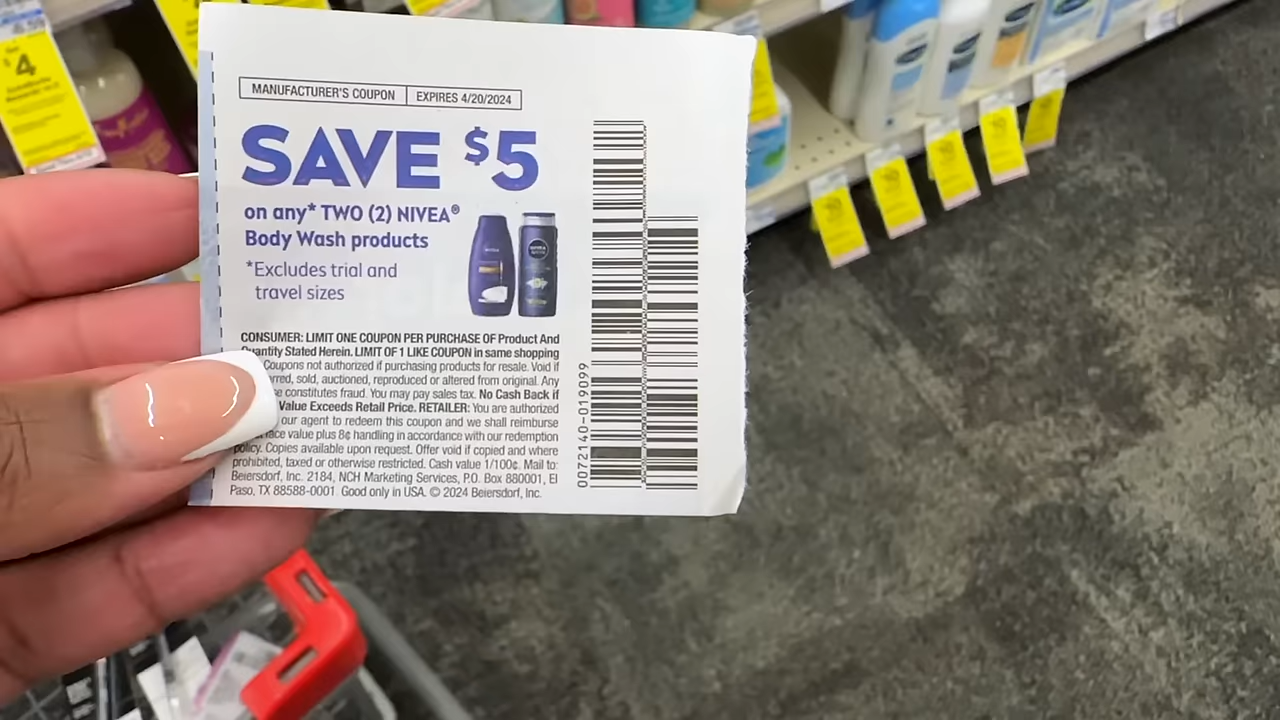 MANUFACTURER'S COUPON EXPIRES 4/20/2024
SAVE $5
on any* TWO (2) NIVEA®
Body Wash products
*Excludes trial and
travel sizes
NIVEA
NIVEA
CONSUMER: LIMIT ONE COUPON PER PURCHASE OF Product And
Quantity Stated Herein. LIMIT OF 1 LIKE COUPON in same shopping
Coupons not authorized if purchasing products for resale. Void if
sold, auctioned, reproduced or altered from original. Any
constitutes fraud. You may pay sales tax. No Cash Back if
Value Exceeds Retail Price. RETAILER: You are authorized
our agent to redeem this coupon and we shall reimburse
face value plus 8¢ handling in accordance with our redemption
policy. Copies available upon request. Offer void if copied and where
prohibited, taxed or otherwise restricted. Cash value 1/100¢. Mail to:
Beiersdorf, Inc. 2184, NCH Marketing Services, P.O. Box 880001, El
Paso, TX 88588-0001 Good only in USA. © 2024 Beiersdorf, Inc.
0072140-019099
$4